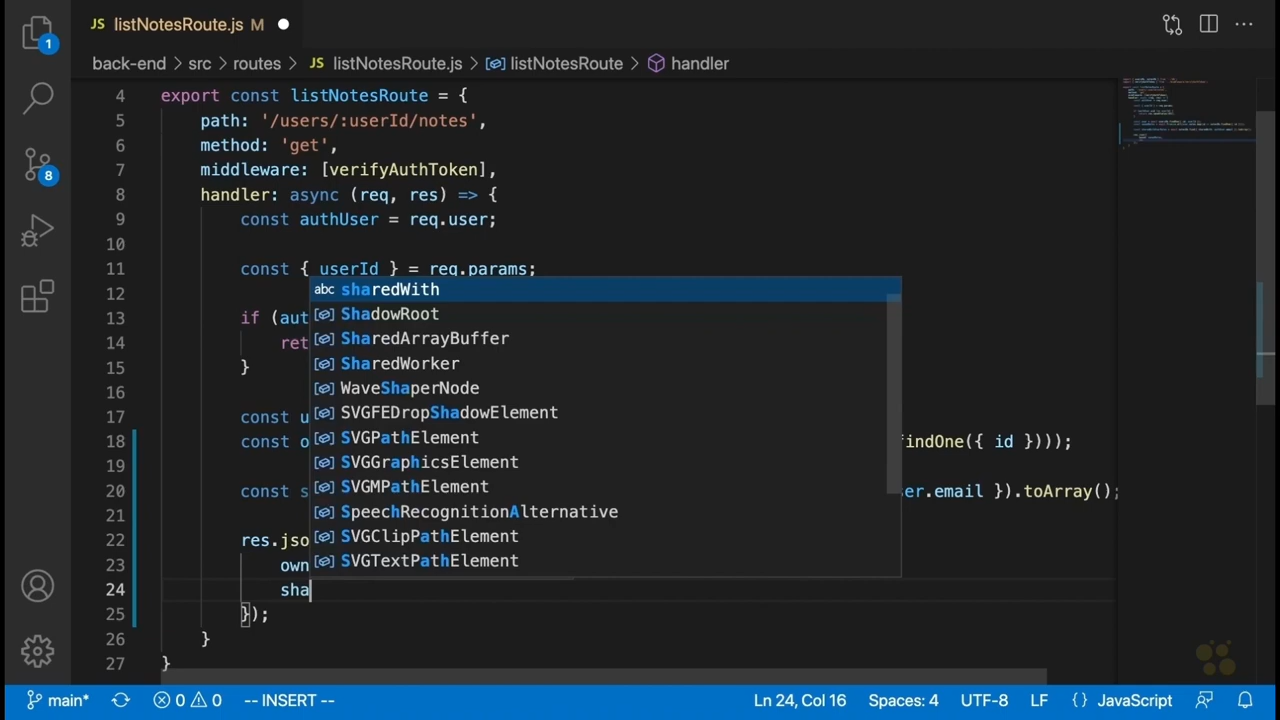 JS listNotesRoute.js M
back-end > src > routes > JS listNotesRoute.js > listNotesRoute > handler
1
8
4 export const listNotesRoute = {
5 path: '/users/:userId/notes',
6 method: 'get',
7 middleware: [verifyAuthToken],
8 handler: async (req, res) => {
9 const authUser = req.user;
10
11 const { userId } = req.params;
12
13 if (aut
14 ret
15 }
16
17 const u
18 const o findOne({ id })));
19
20 const s ser.email }).toArray();
21
22 res.jso
23 own
24 sha
25 });
26 }
27 }
abc sharedWith
ShadowRoot
SharedArrayBuffer
SharedWorker
WaveShaperNode
SVGFEDropShadowElement
SVGPathElement
SVGGraphicsElement
SVGMPathElement
SpeechRecognitionAlternative
SVGClipPathElement
SVGTextPathElement
main* 0 0 -- INSERT -- Ln 24, Col 16 Spaces: 4 UTF-8 LF {} JavaScript